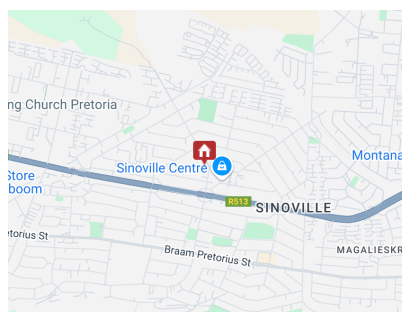 ng Church Pretoria
Sinoville Centre
Montana
Store
boom
R513
SINOVILLE
etorius St
Braam Pretorius St
MAGALIESKR